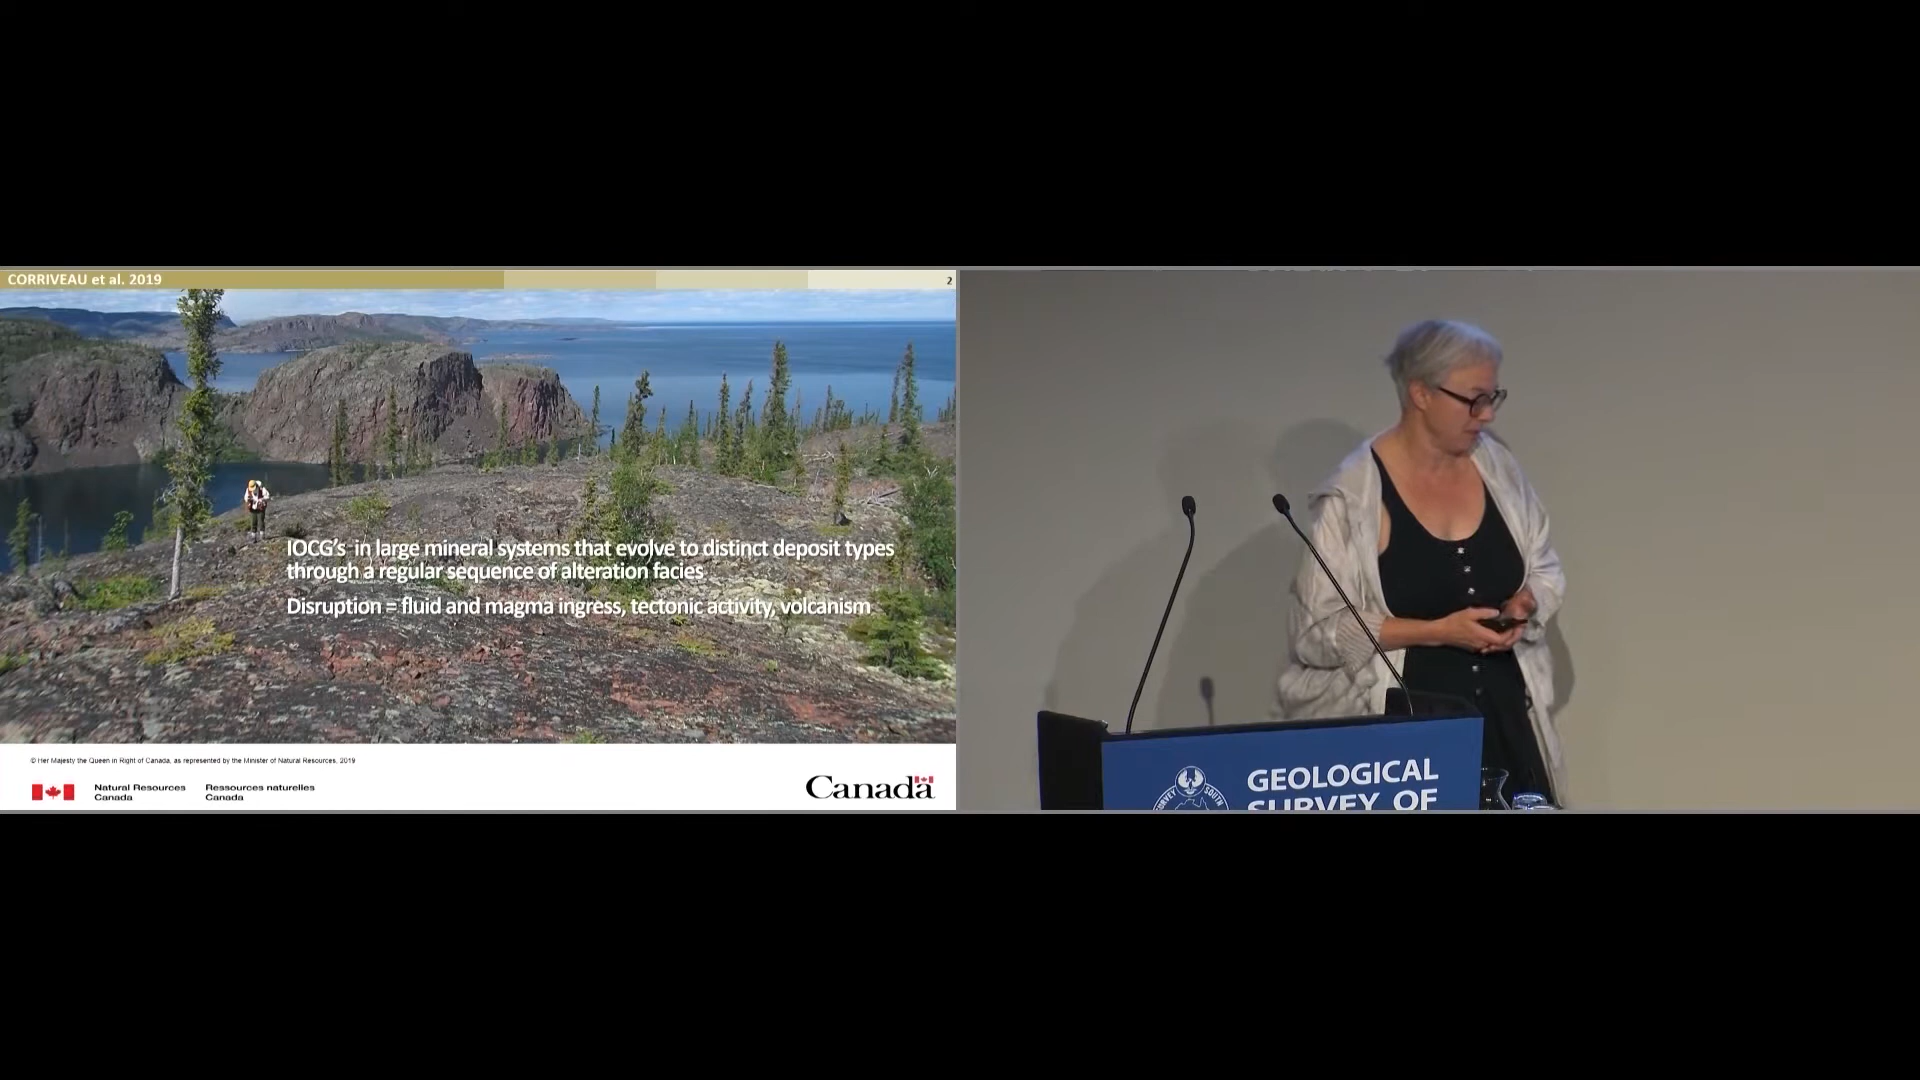 CORRIVEAU et al. 2019
2
IOCG's in large mineral systems that evolve to distinct deposit types
through a regular sequence of alteration facies
Disruption = fluid and magma ingress, tectonic activity, volcanism
© Her Majesty the Queen in Right of Canada, as represented by the Minister of Natural Resources, 2019
Natural Resources
Canada
Ressources naturelles
Canada
Canada
GEOLOGICAL
SURVEY OF
SURVEY SOUTH